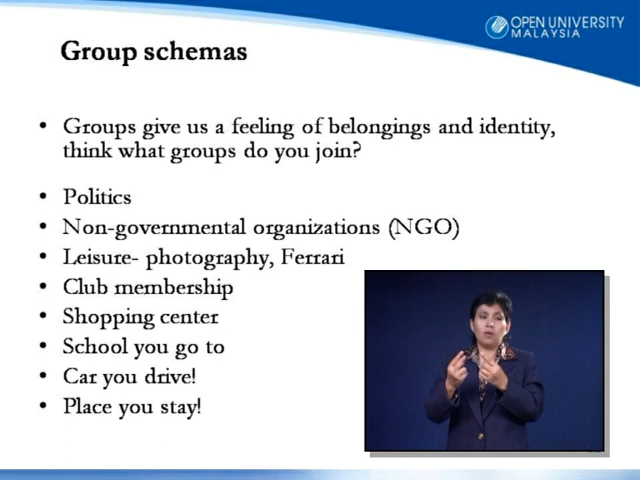 OPEN UNIVERSITY
MALAYSIA
Group schemas
• Groups give us a feeling of belongings and identity,
think what groups do you join?
• Politics
• Non-governmental organizations (NGO)
• Leisure- photography, Ferrari
• Club membership
• Shopping center
• School you go to
• Car you drive!
• Place you stay!